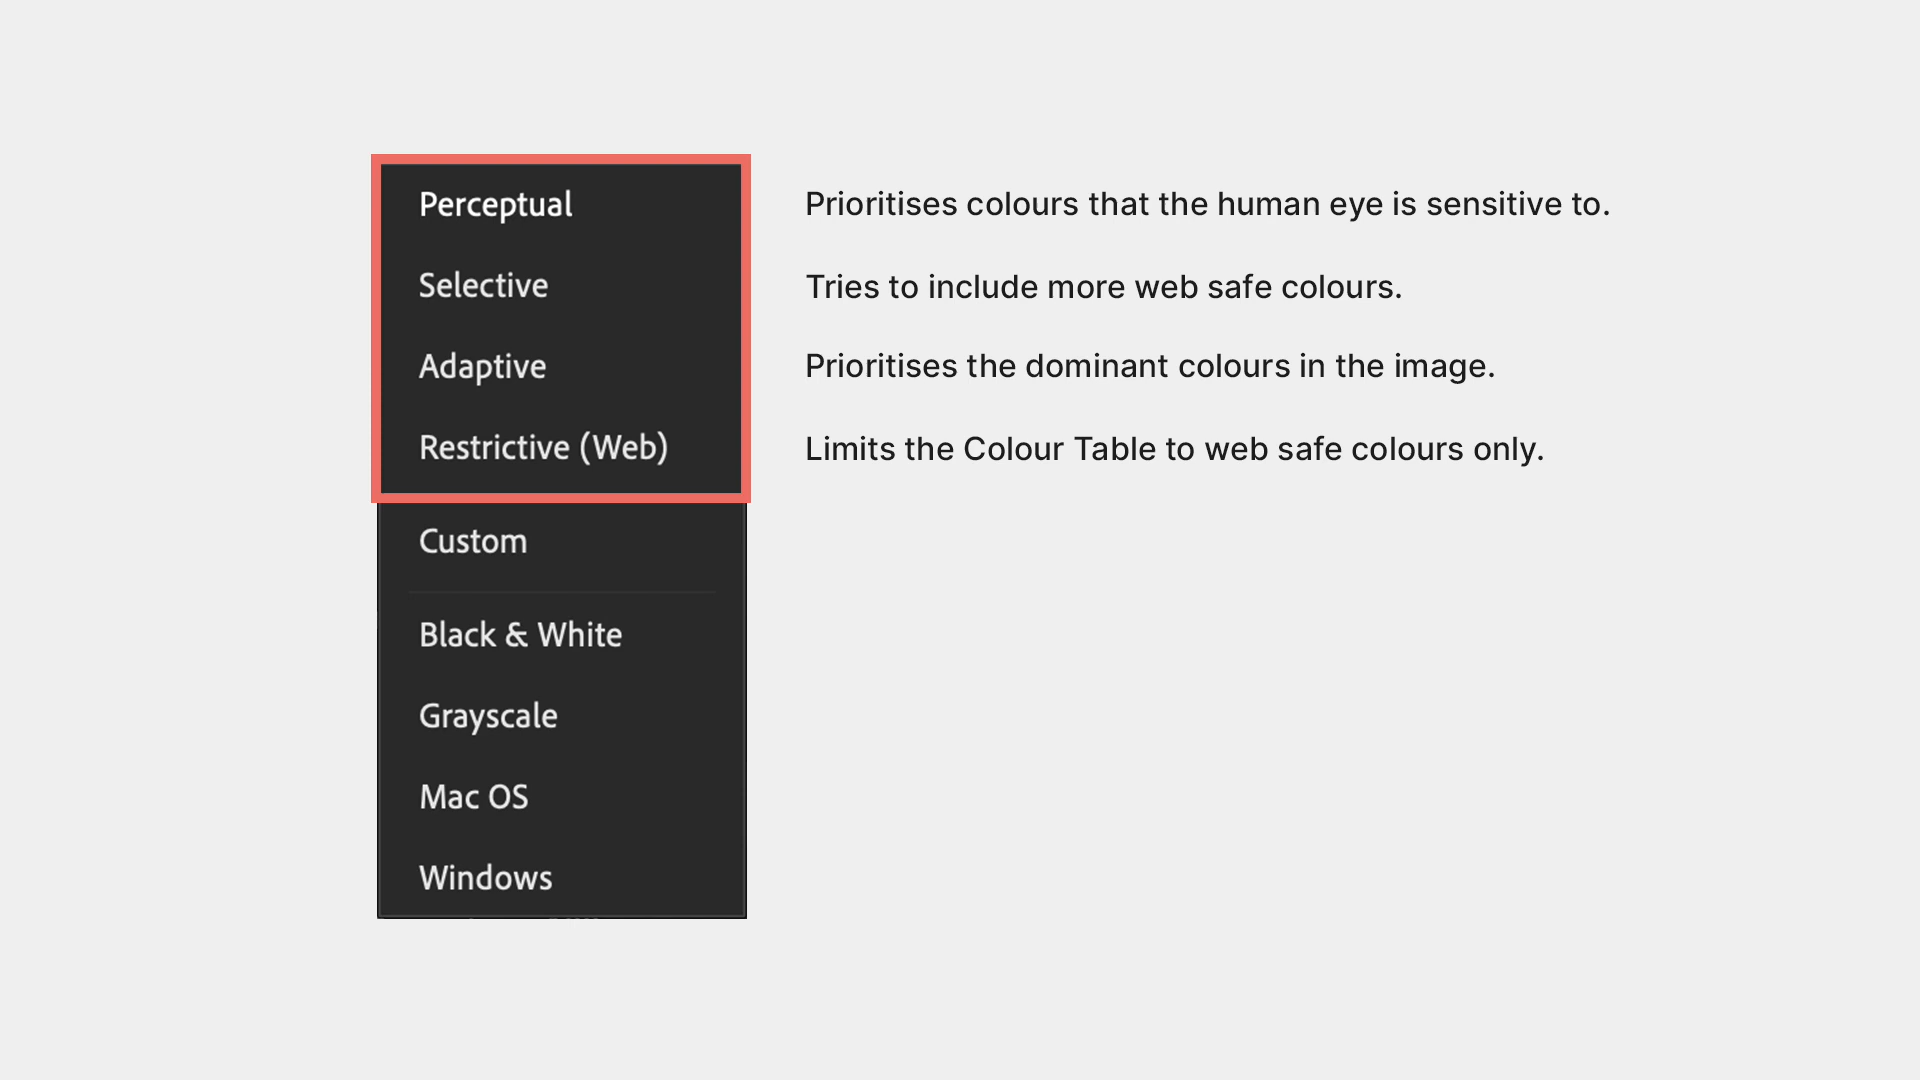 Perceptual
Prioritises colours that the human eye is sensitive to.
Selective
Tries to include more web safe colours.
Adaptive
Prioritises the dominant colours in the image.
Restrictive (Web)
Limits the Colour Table to web safe colours only.
Custom
Black & White
Grayscale
Mac OS
Windows